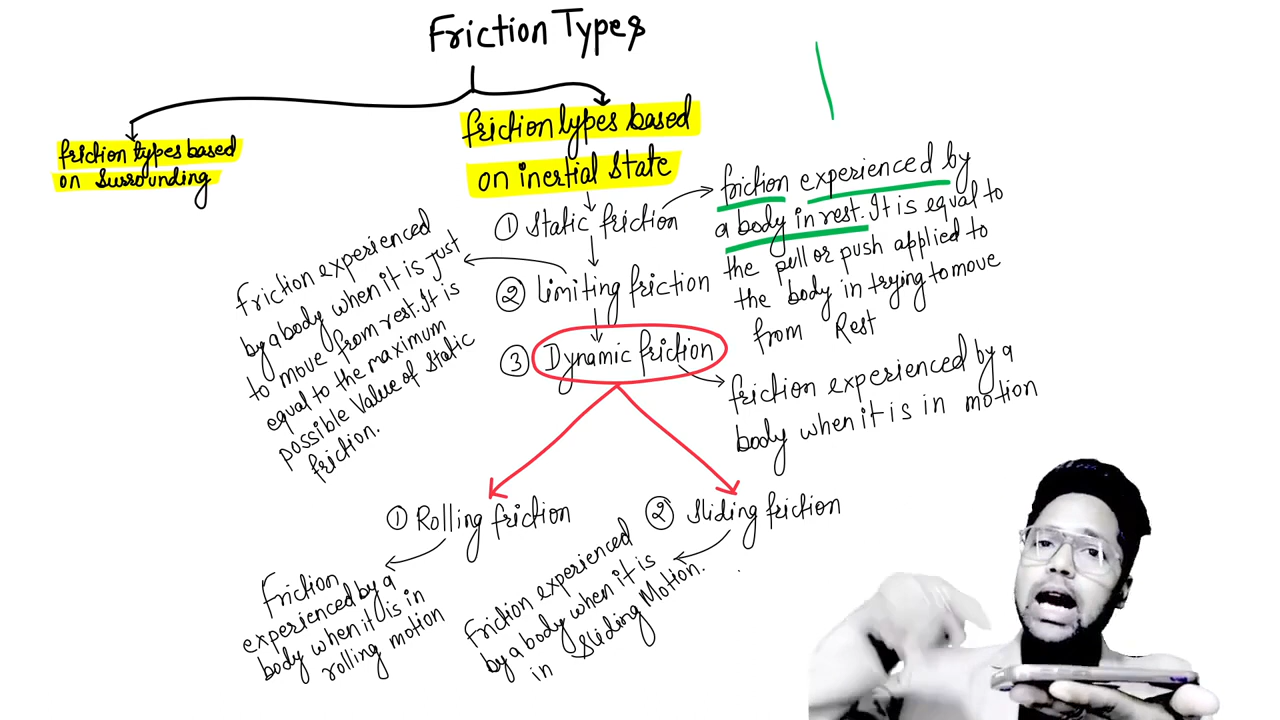 Friction Types
friction types based
on Surrounding
friction types based
on inertial State
① Static friction
friction experienced by
a body in rest. It is equal to
the pull or push applied to
the body in trying to move
from Rest
② limiting friction
Friction experienced
by a body when it is just
to move from rest. It is
equal to the maximum
possible Value of Static
friction.
③ Dynamic friction
friction experienced by a
body when it is in motion
① Rolling friction
Friction
experienced by a
body when it is in
rolling motion
② Sliding friction
Friction experienced
by a body when it is
in Sliding Motion.